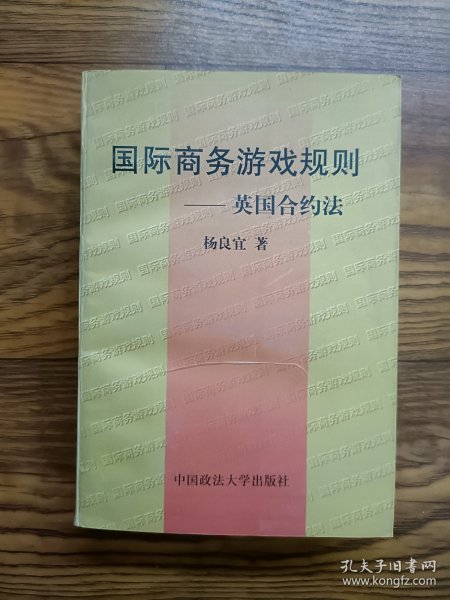 国际商务游戏规则
——英国合约法
杨良宜 著
中国政法大学出版社
孔夫子旧书网
www.kongfz.com